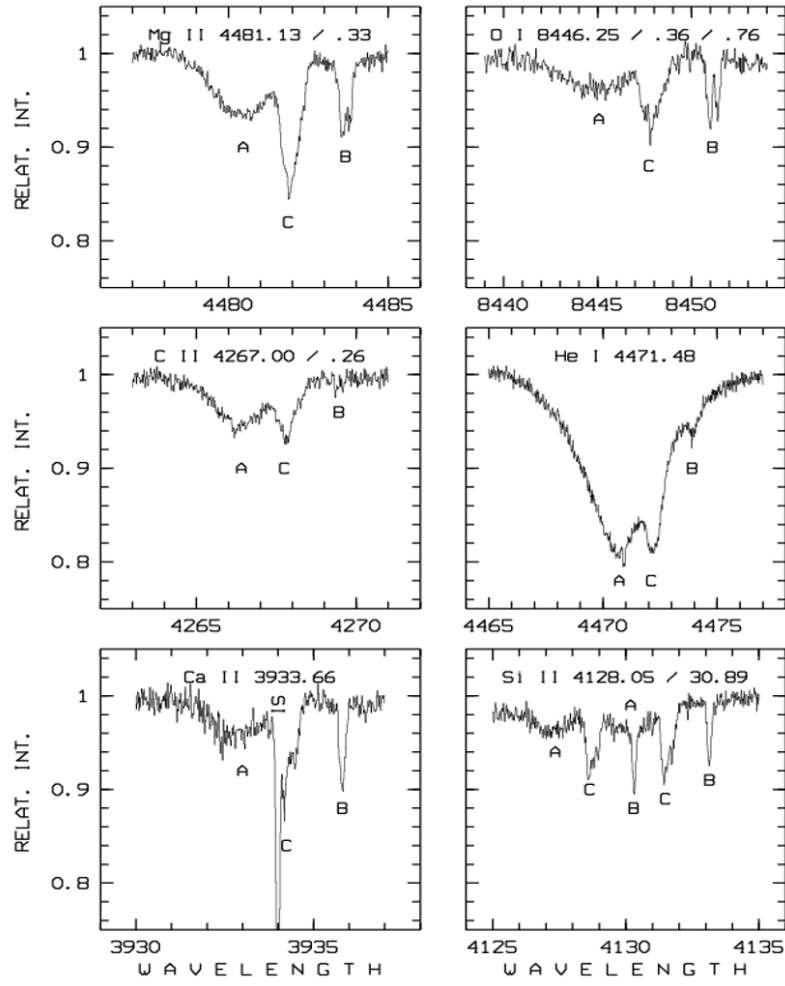 Mg II 4481.13 / .33
RELAT. INT.
1
0.9
0.8
A
C
B
4480
4485
O I 8446.25 / .36 / .76
A
C
B
8440
8445
8450
C II 4267.00 / .26
RELAT. INT.
1
0.9
0.8
A
C
B
4265
4270
He I 4471.48
A
C
B
4465
4470
4475
Ca II 3933.66
RELAT. INT.
1
0.9
0.8
IS
A
C
B
3930
3935
WAVELENGTH
Si II 4128.05 / 30.89
A
A
C
B
C
B
4125
4130
4135
WAVELENGTH